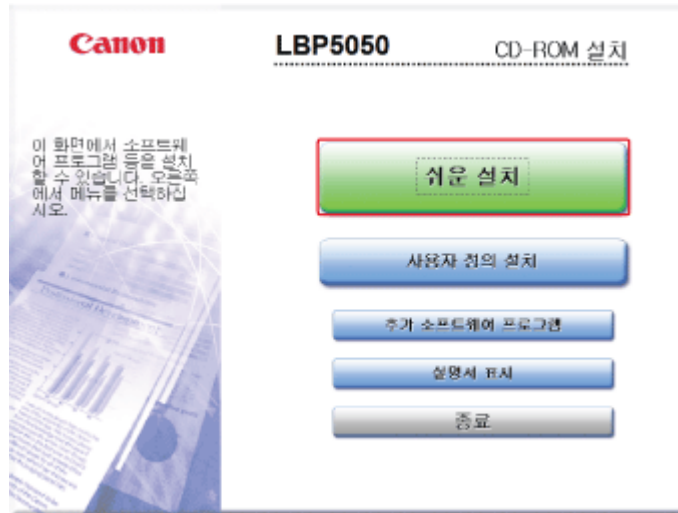 Canon
LBP5050
CD-ROM 설치
이 화면에서 소프트웨
어 프로그램 등을 설치
할 수 있습니다. 오른쪽
에서 메뉴를 선택하십
시오.
쉬운 설치
사용자 정의 설치
추가 소프트웨어 프로그램
설명서 표시
종료